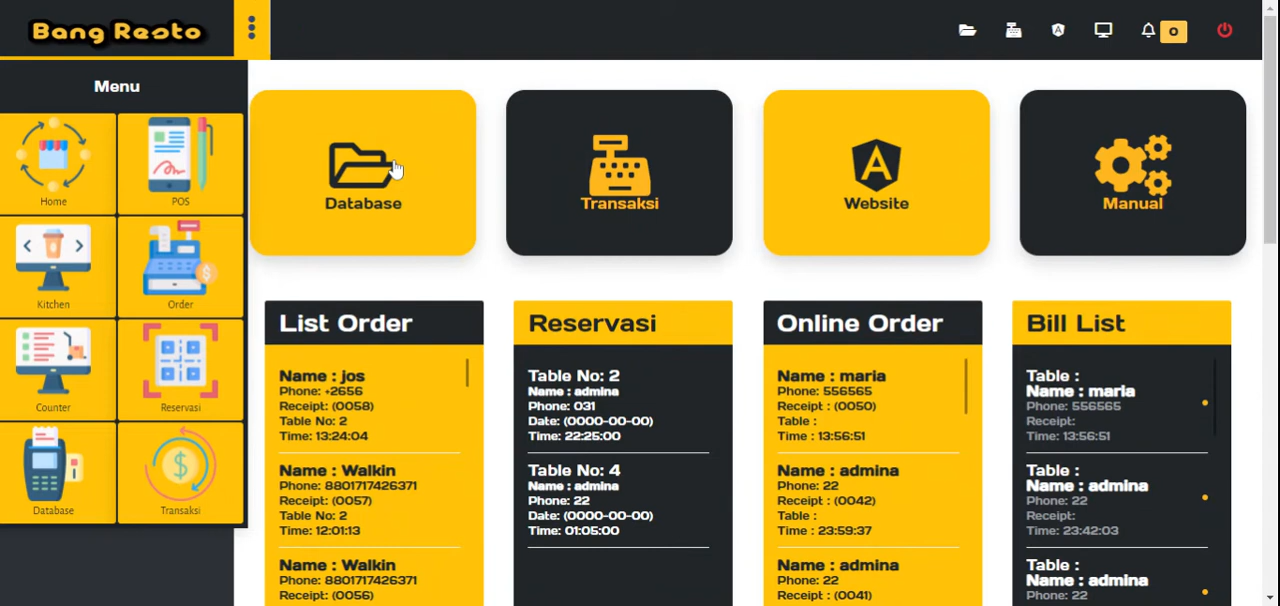 Bang Resto
0
Menu
Home
POS
Kitchen
Order
Counter
Reservasi
Database
Transaksi
Database
Transaksi
Website
Manual
List Order
Name : jos
Phone: +2656
Receipt: (0058)
Table No: 2
Time: 13:24:04
Name : Walkin
Phone: 8801717426371
Receipt: (0057)
Table No: 2
Time: 12:01:13
Name : Walkin
Phone: 8801717426371
Receipt: (0056)
Reservasi
Table No: 2
Name : admina
Phone: 031
Date: (0000-00-00)
Time: 22:25:00
Table No: 4
Name : admina
Phone: 22
Date: (0000-00-00)
Time: 01:05:00
Online Order
Name : maria
Phone: 556565
Receipt : (0050)
Table :
Time : 13:56:51
Name : admina
Phone: 22
Receipt : (0042)
Table :
Time : 23:59:37
Name : admina
Phone: 22
Receipt : (0041)
Bill List
Table :
Name : maria
Phone: 556565
Receipt:
Time: 13:56:51
Table :
Name : admina
Phone: 22
Receipt:
Time: 23:42:03
Table :
Name : admina
Phone: 22